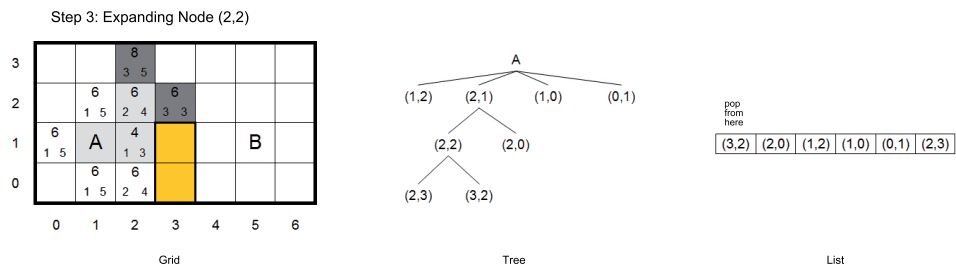 Step 3: Expanding Node (2,2)
3
8
3 5
2
6
1 5
6
2 4
6
3 3
1
6
1 5
A
4
1 3
B
0
6
1 5
6
2 4
0 1 2 3 4 5 6
Grid
A
(1,2) (2,1) (1,0) (0,1)
(2,2) (2,0)
(2,3) (3,2)
Tree
pop
from
here
(3,2) (2,0) (1,2) (1,0) (0,1) (2,3)
List